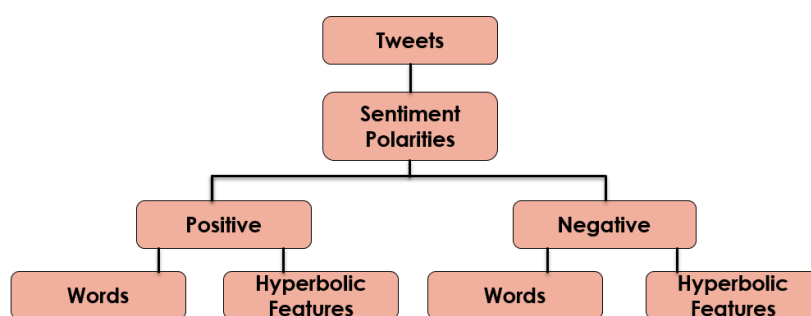 Tweets
Sentiment
Polarities
Positive
Negative
Words
Hyperbolic
Features
Words
Hyperbolic
Features